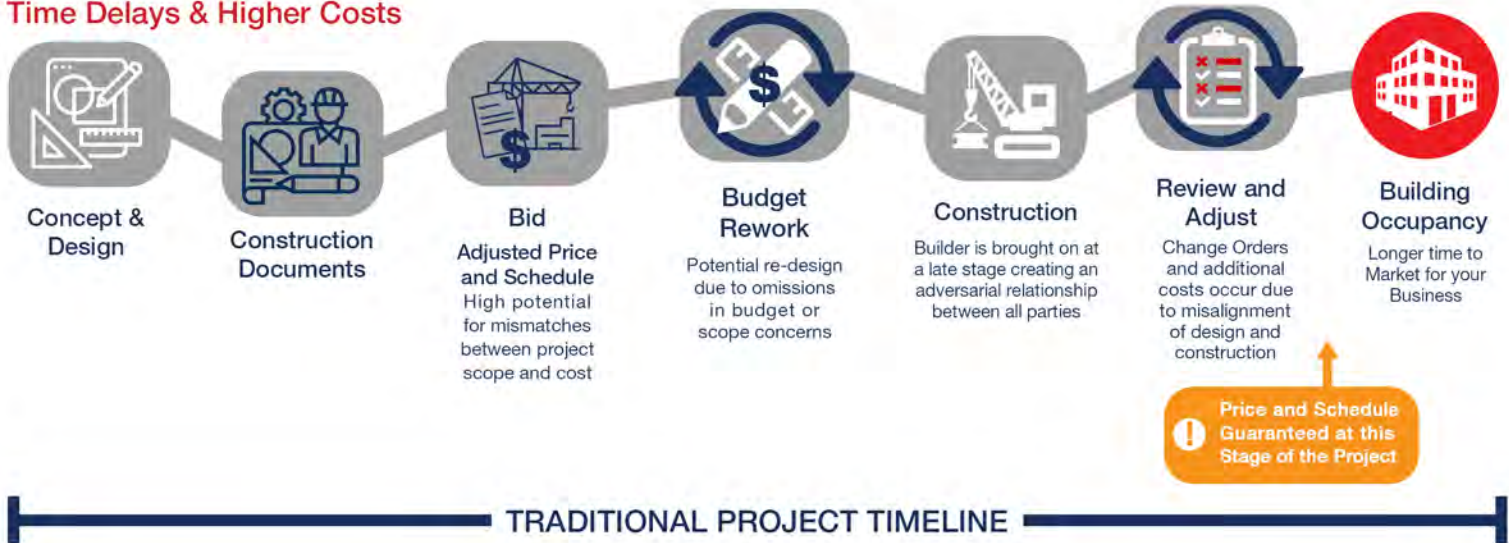 Time Delays & Higher Costs
Concept &
Design
Construction
Documents
Bid
Adjusted Price
and Schedule
High potential
for mismatches
between project
scope and cost
Budget
Rework
Potential re-design
due to omissions
in budget or
scope concerns
Construction
Builder is brought on at
a late stage creating an
adversarial relationship
between all parties
Review and
Adjust
Change Orders
and additional
costs occur due
to misalignment
of design and
construction
Building
Occupancy
Longer time to
Market for your
Business
Price and Schedule
Guaranteed at this
Stage of the Project
TRADITIONAL PROJECT TIMELINE